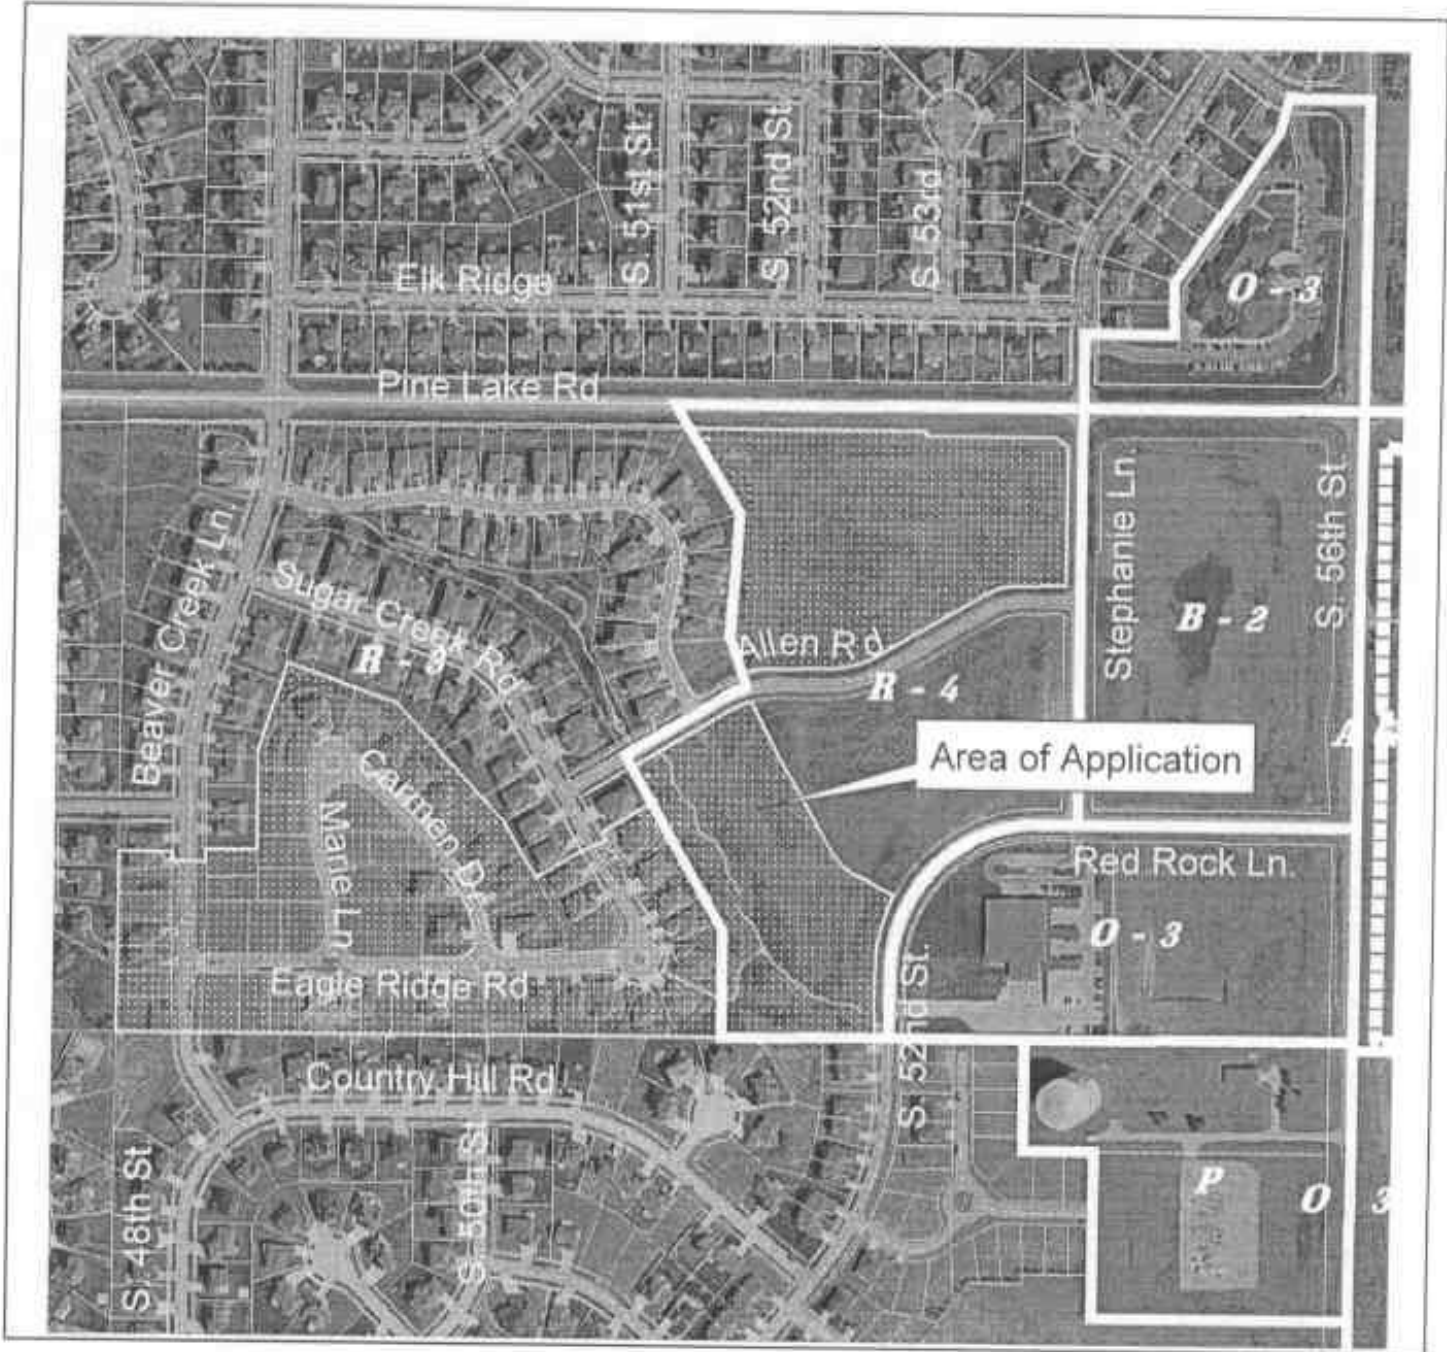 S. 51st St.
S. 52nd St
S. 53rd
Elk Ridge
O - 3
Pine Lake Rd.
Beaver Creek Ln.
Sugar Creek Rd
R - 3
Stephanie Ln.
S. 56th St.
B - 2
Allen Rd
R - 4
Area of Application
Carmen D
Marie Ln
Red Rock Ln.
O - 3
Eagle Ridge Rd
S. 52nd St.
Country Hill Rd.
S. 48th St
S. 50th St
P
O 3